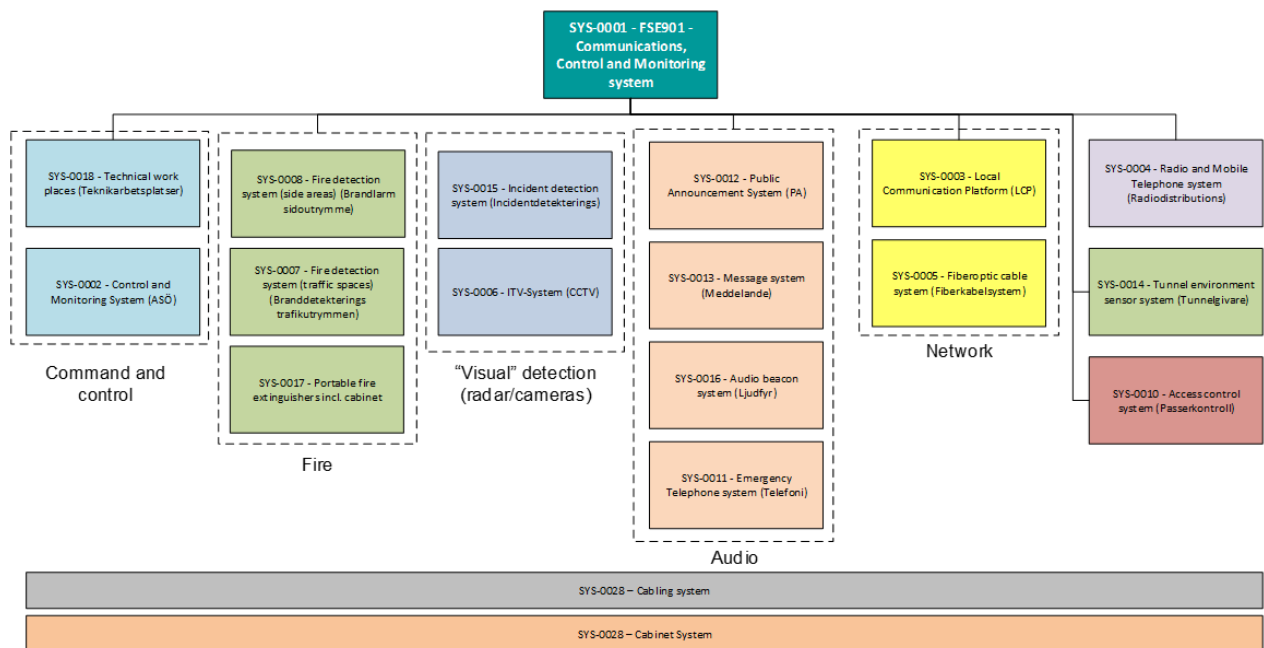 SYS-0001 - FSE901 -
Communications,
Control and Monitoring
system
SYS-0018 - Technical work
places (Teknikarbetsplatser)
SYS-0002 - Control and
Monitoring System (ASÖ)
Command and
control
SYS-0008 - Fire detection
system (side areas) (Brandlarm
sidoutrymme)
SYS-0007 - Fire detection
system (traffic spaces)
(Branddetekterings
trafikutrymmen)
SYS-0017 - Portable fire
extinguishers incl. cabinet
Fire
SYS-0015 - Incident detection
system (Incidentdetekterings)
SYS-0006 - ITV-System (CCTV)
“Visual” detection
(radar/cameras)
SYS-0012 - Public
Announcement System (PA)
SYS-0013 - Message system
(Meddelande)
SYS-0016 - Audio beacon
system (Ljudfyr)
SYS-0011 - Emergency
Telephone system (Telefoni)
Audio
SYS-0003 - Local
Communication Platform (LCP)
SYS-0005 - Fiberoptic cable
system (Fiberkabelsystem)
Network
SYS-0004 - Radio and Mobile
Telephone system
(Radiodistributions)
SYS-0014 - Tunnel environment
sensor system (Tunnelgivare)
SYS-0010 - Access control
system (Passerkontroll)
SYS-0028 – Cabling system
SYS-0028 – Cabinet System